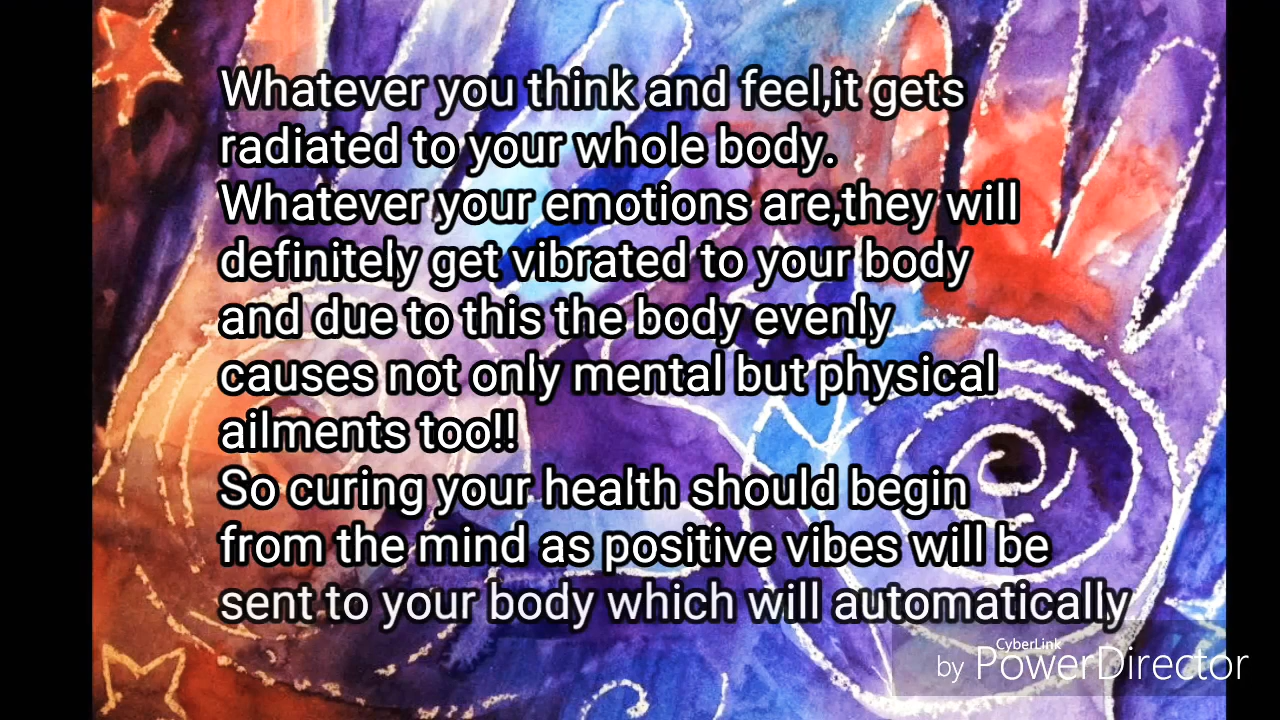 Whatever you think and feel,it gets
radiated to your whole body.
Whatever your emotions are,they will
definitely get vibrated to your body
and due to this the body evenly
causes not only mental but physical
ailments too!!
So curing your health should begin
from the mind as positive vibes will be
sent to your body which will automatically
CyberLink
by PowerDirector